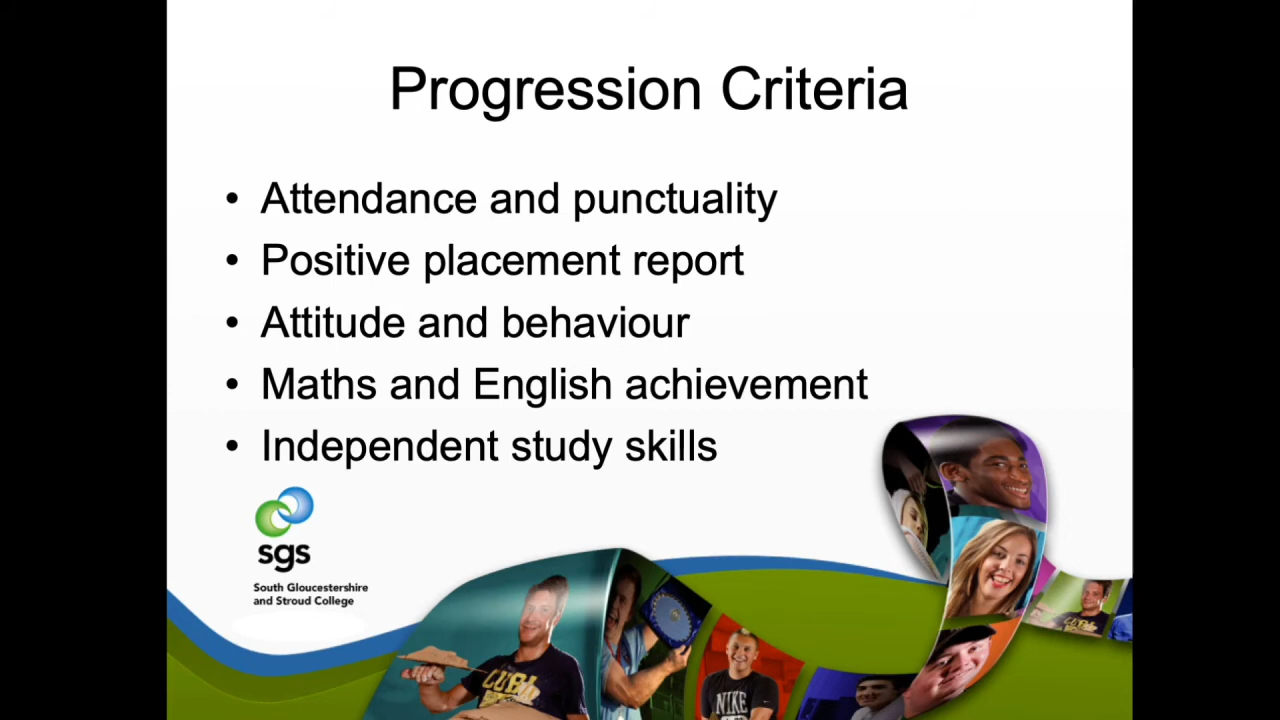 Progression Criteria
• Attendance and punctuality
• Positive placement report
• Attitude and behaviour
• Maths and English achievement
• Independent study skills
sgs
South Gloucestershire
and Stroud College
NIKE